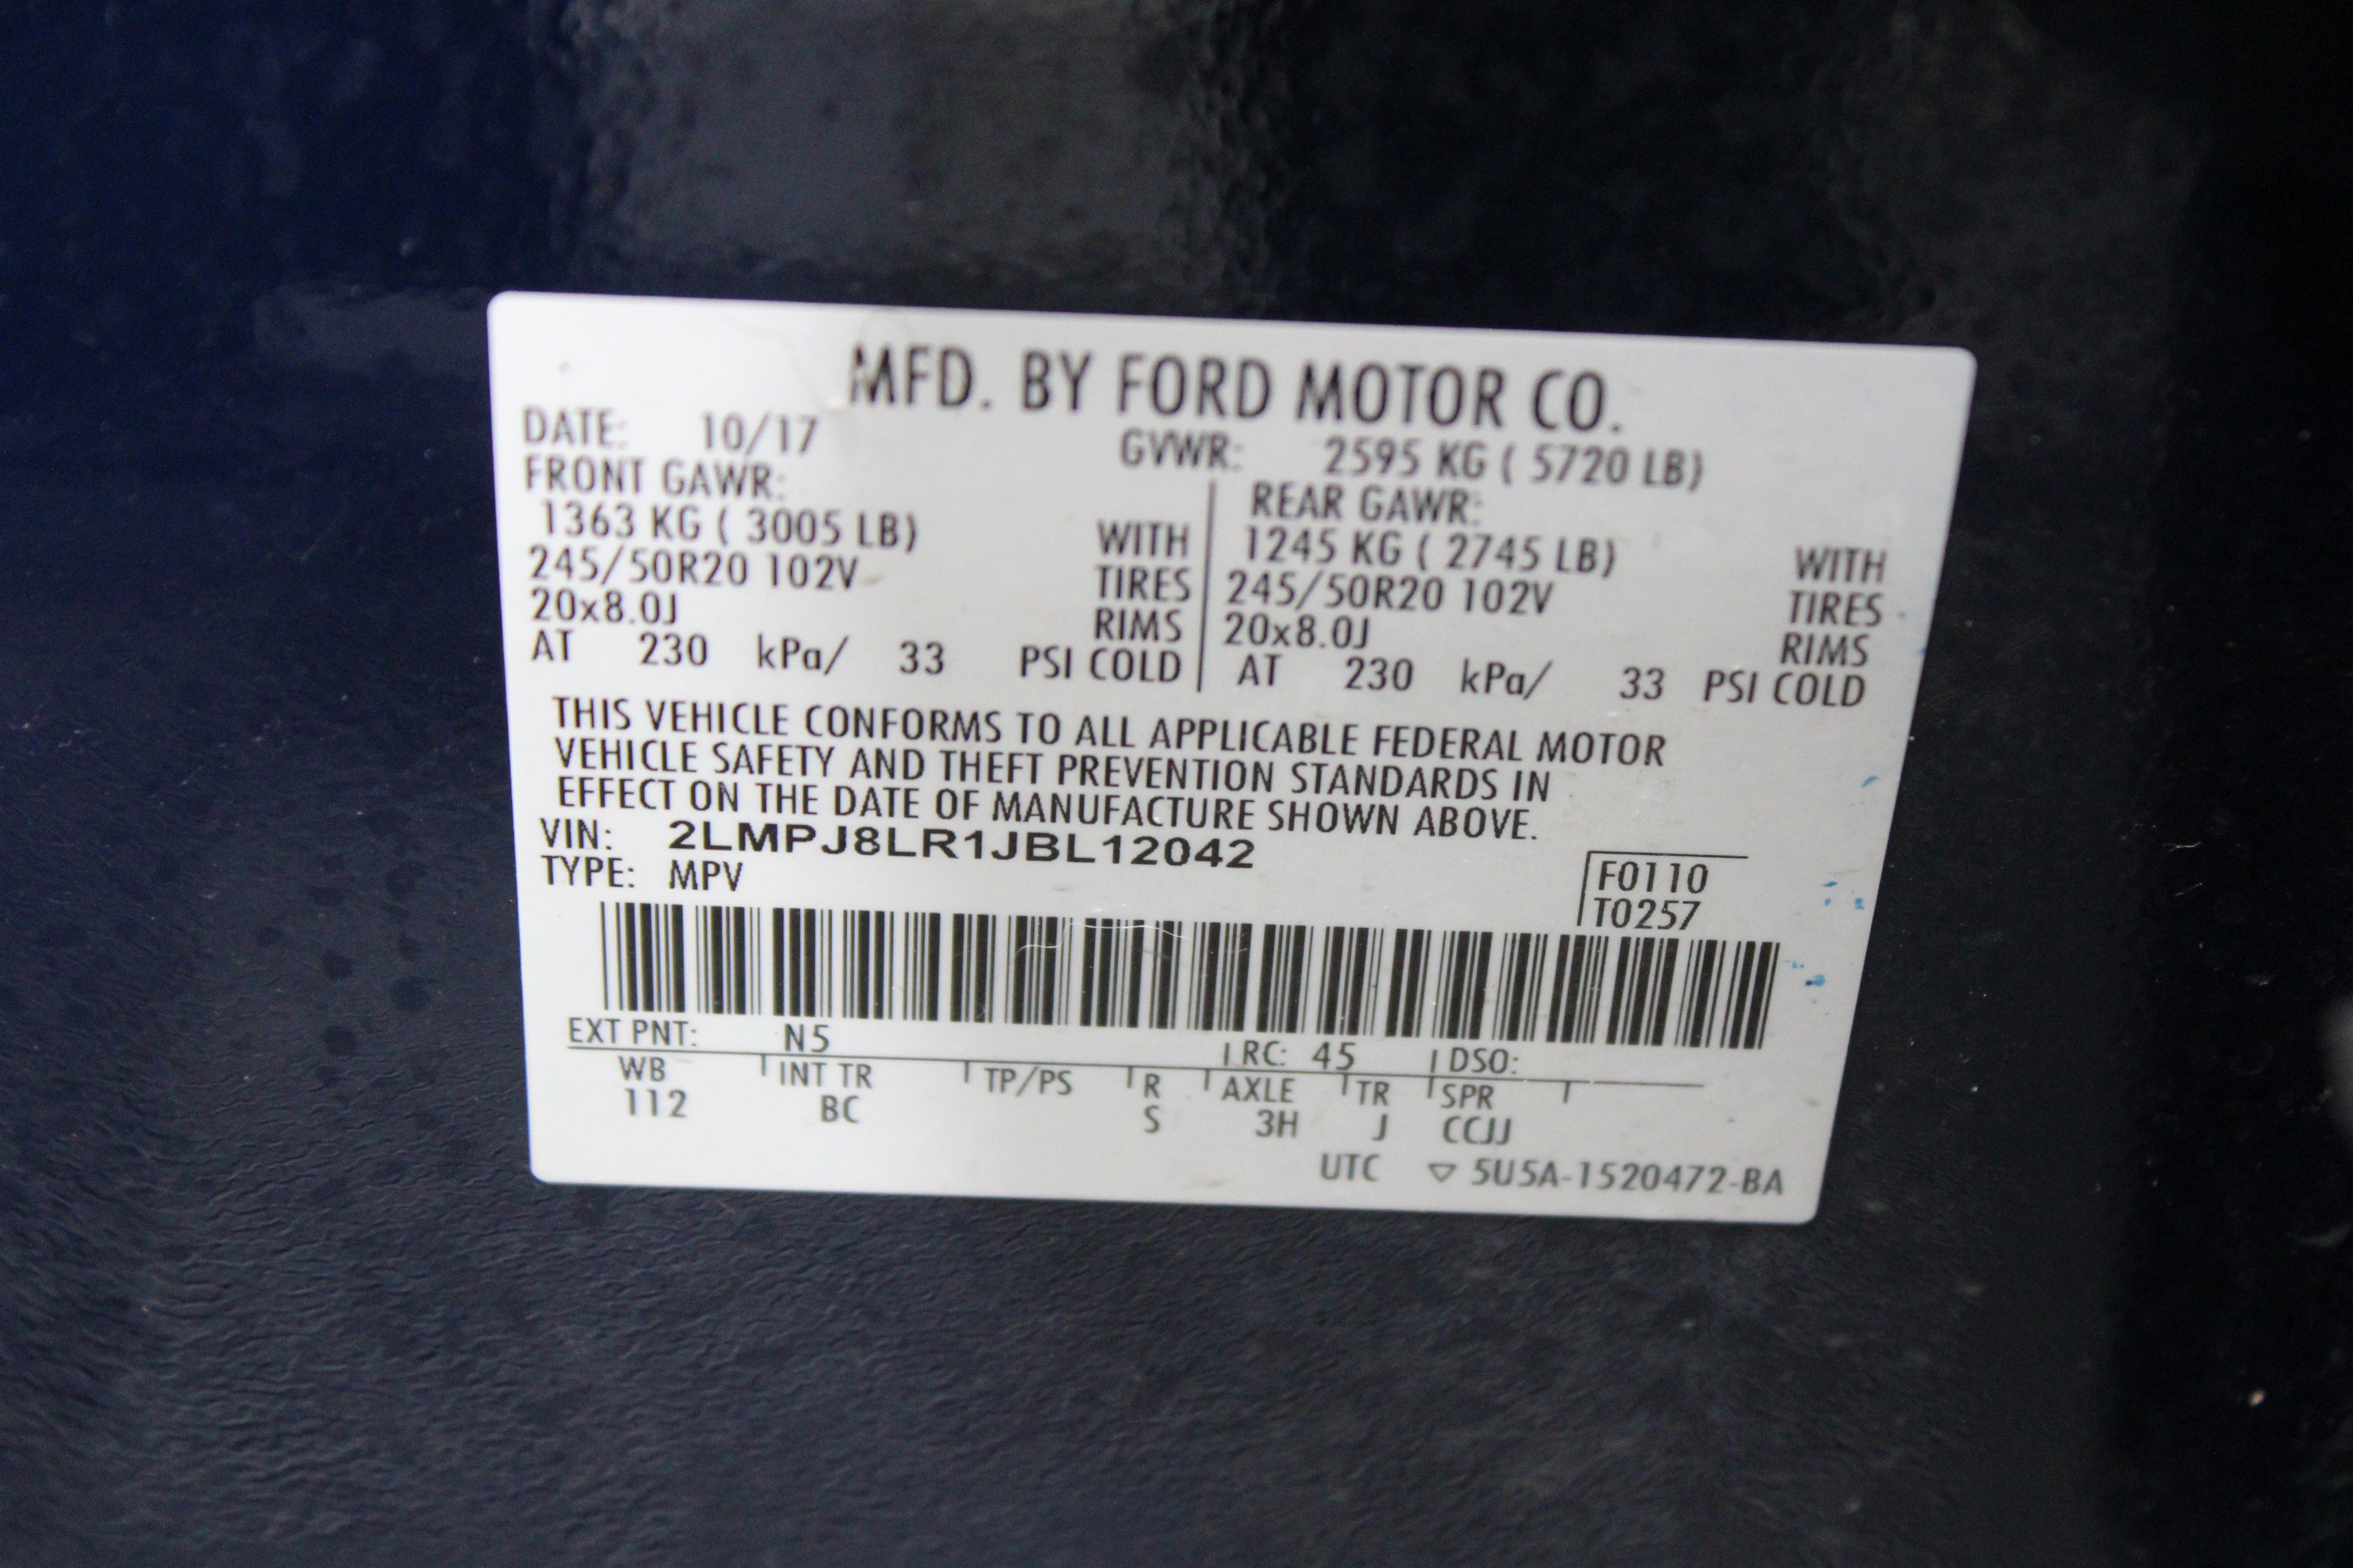 MFD. BY FORD MOTOR CO.
DATE: 10/17 GVWR: 2595 KG ( 5720 LB)
FRONT GAWR: REAR GAWR:
1363 KG ( 3005 LB) WITH 1245 KG ( 2745 LB) WITH
245/50R20 102V TIRES 245/50R20 102V TIRES
20x8.0J RIMS 20x8.0J RIMS
AT 230 kPa/ 33 PSI COLD AT 230 kPa/ 33 PSI COLD
THIS VEHICLE CONFORMS TO ALL APPLICABLE FEDERAL MOTOR
VEHICLE SAFETY AND THEFT PREVENTION STANDARDS IN
EFFECT ON THE DATE OF MANUFACTURE SHOWN ABOVE.
VIN: 2LMPJ8LR1JBL12042
TYPE: MPV F0110
T0257
EXT PNT: N5 RC: 45 DSO:
WB INT TR TP/PS R AXLE TR SPR
112 BC S 3H J CCJJ
UTC ▽ 5U5A-1520472-BA